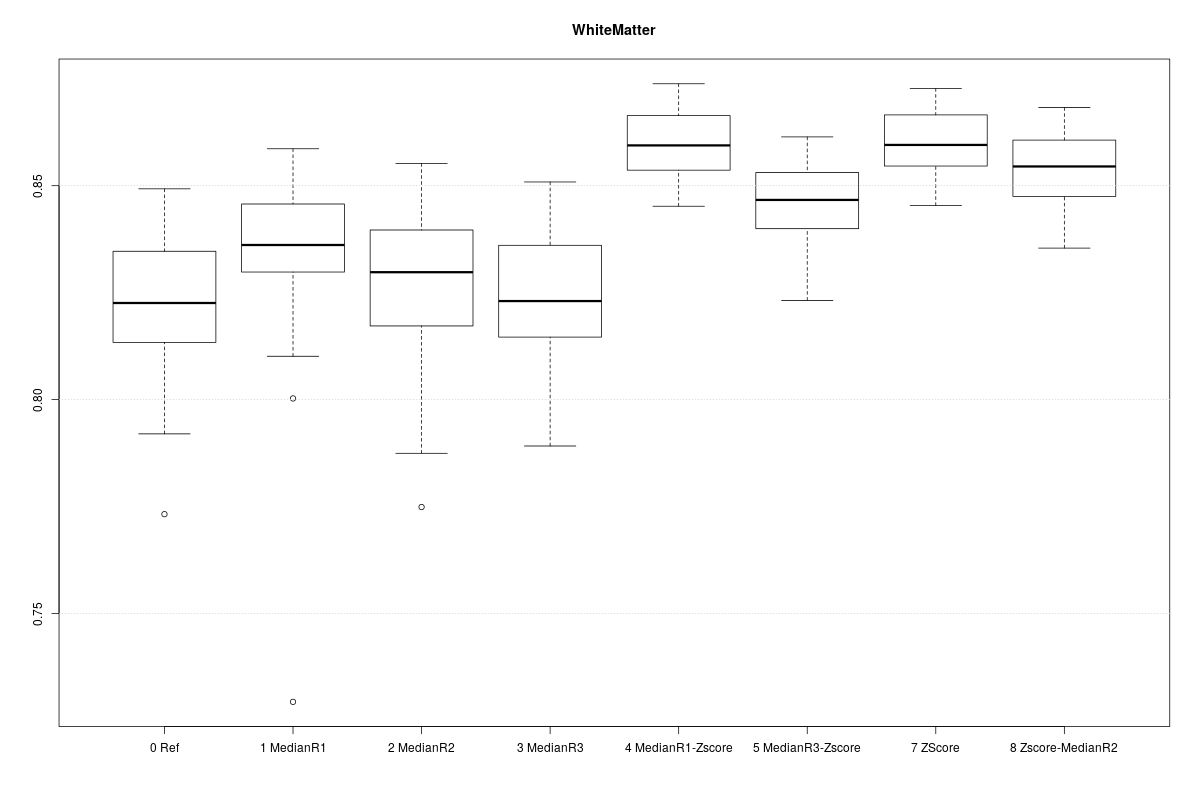 WhiteMatter
0.85
0.80
0.75
0 Ref
1 MedianR1
2 MedianR2
3 MedianR3
4 MedianR1-Zscore
5 MedianR3-Zscore
7 ZScore
8 Zscore-MedianR2